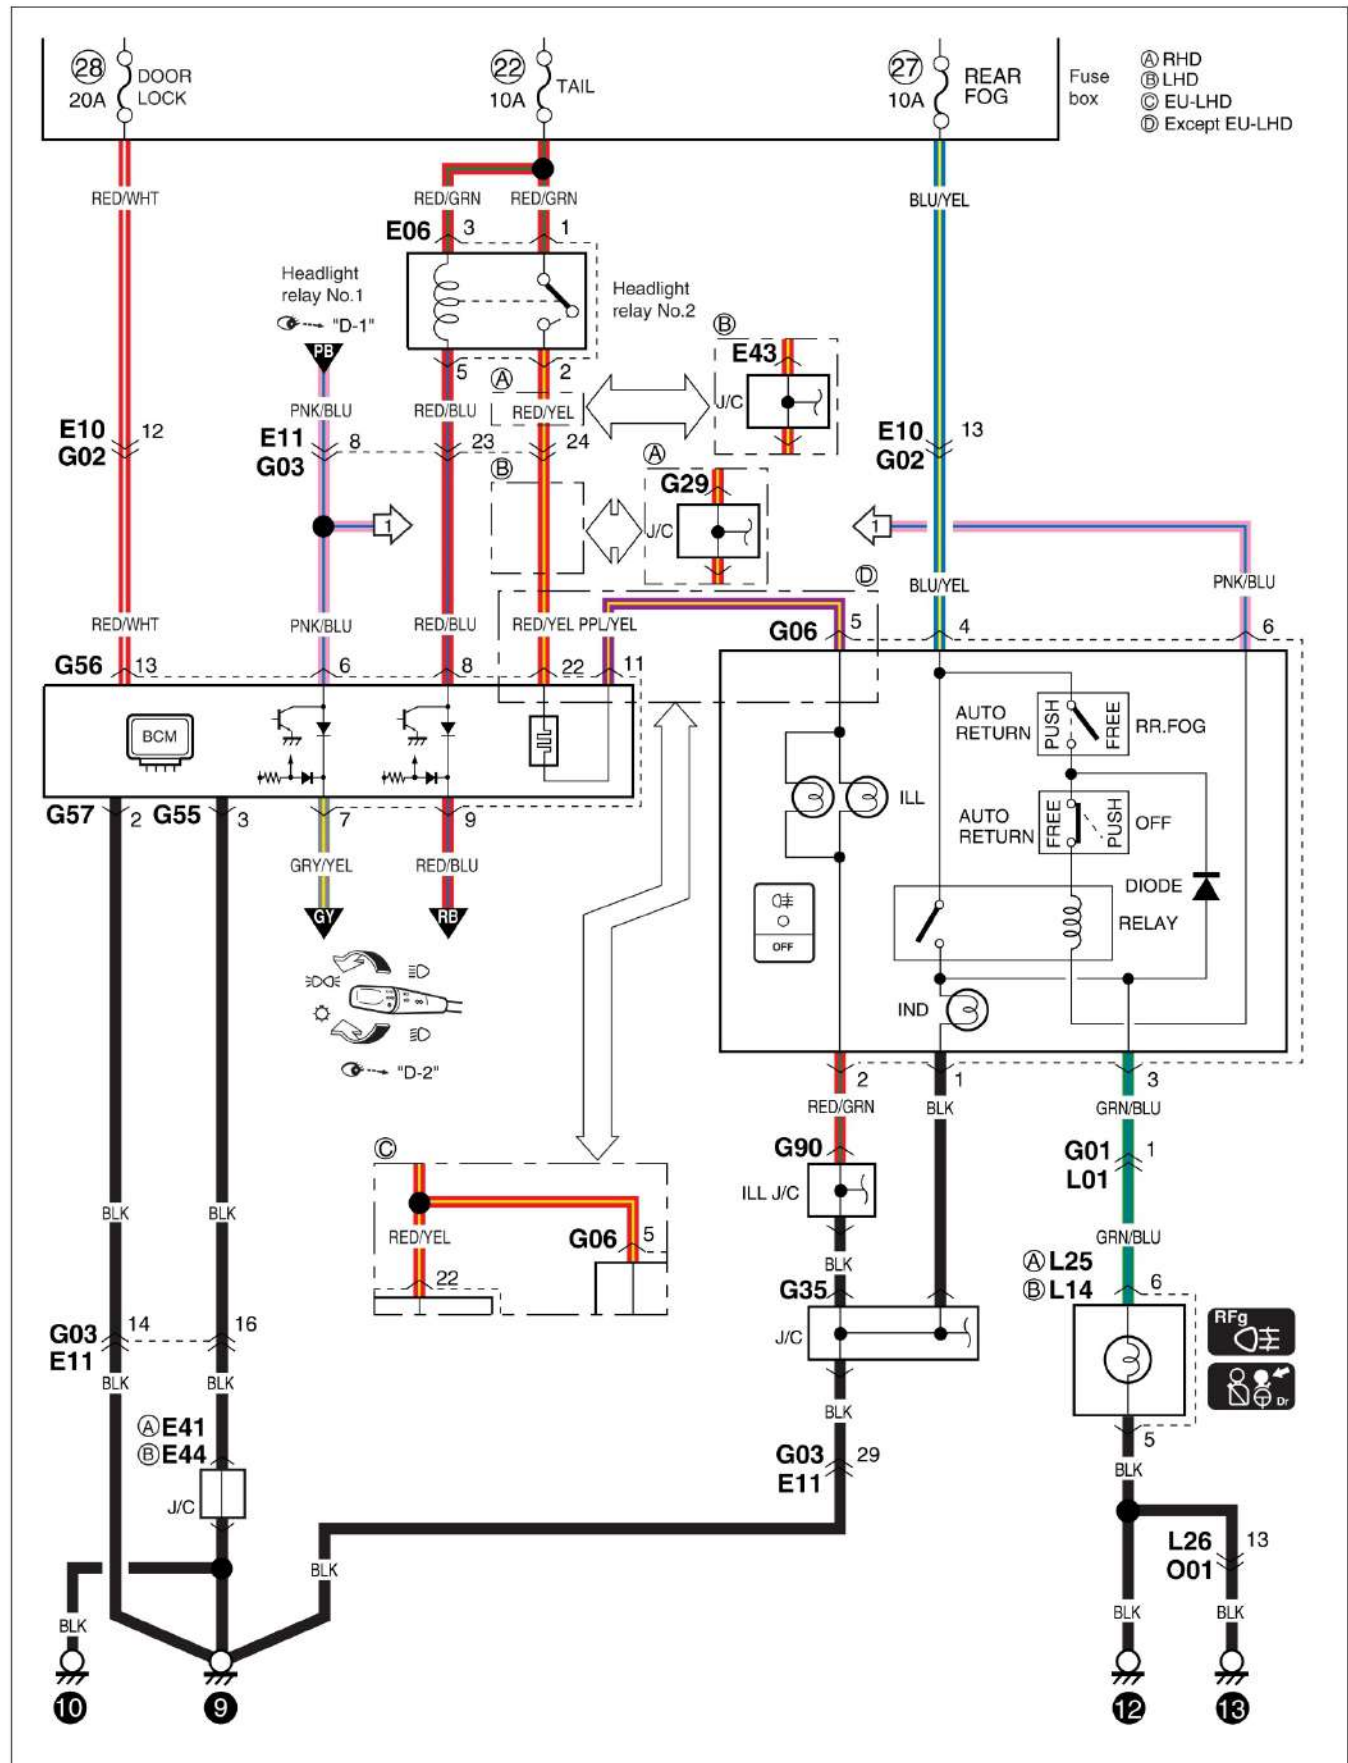 28
20A
DOOR
LOCK
22
10A
TAIL
27
10A
REAR
FOG
Fuse
box
Ⓐ RHD
Ⓑ LHD
Ⓒ EU-LHD
Ⓓ Except EU-LHD
RED/WHT
RED/GRN
RED/GRN
BLU/YEL
E06
3
1
Headlight
relay No.1
"D-1"
PB
Headlight
relay No.2
5
2
Ⓑ
E43
J/C
Ⓐ
PNK/BLU
RED/BLU
RED/YEL
E10
G02
12
E11
G03
8
23
24
E10
G02
13
Ⓑ
Ⓐ
G29
J/C
1
1
Ⓓ
BLU/YEL
PNK/BLU
RED/WHT
PNK/BLU
RED/BLU
RED/YEL
PPL/YEL
G06
5
4
6
G56
13
6
8
22
11
BCM
AUTO
RETURN
PUSH
FREE
RR.FOG
ILL
AUTO
RETURN
FREE
PUSH
OFF
G57
2
G55
3
7
9
GRY/YEL
RED/BLU
GY
RB
DIODE
RELAY
OFF
IND
"D-2"
2
1
3
RED/GRN
BLK
GRN/BLU
G90
ILL J/C
G01
L01
1
Ⓒ
RED/YEL
G06
5
22
BLK
BLK
BLK
GRN/BLU
G35
J/C
Ⓐ L25
Ⓑ L14
6
G03
E11
14
16
RFg
Dr
BLK
BLK
BLK
5
Ⓐ E41
Ⓑ E44
J/C
G03
E11
29
BLK
L26
O01
13
BLK
BLK
BLK
BLK
10
9
12
13